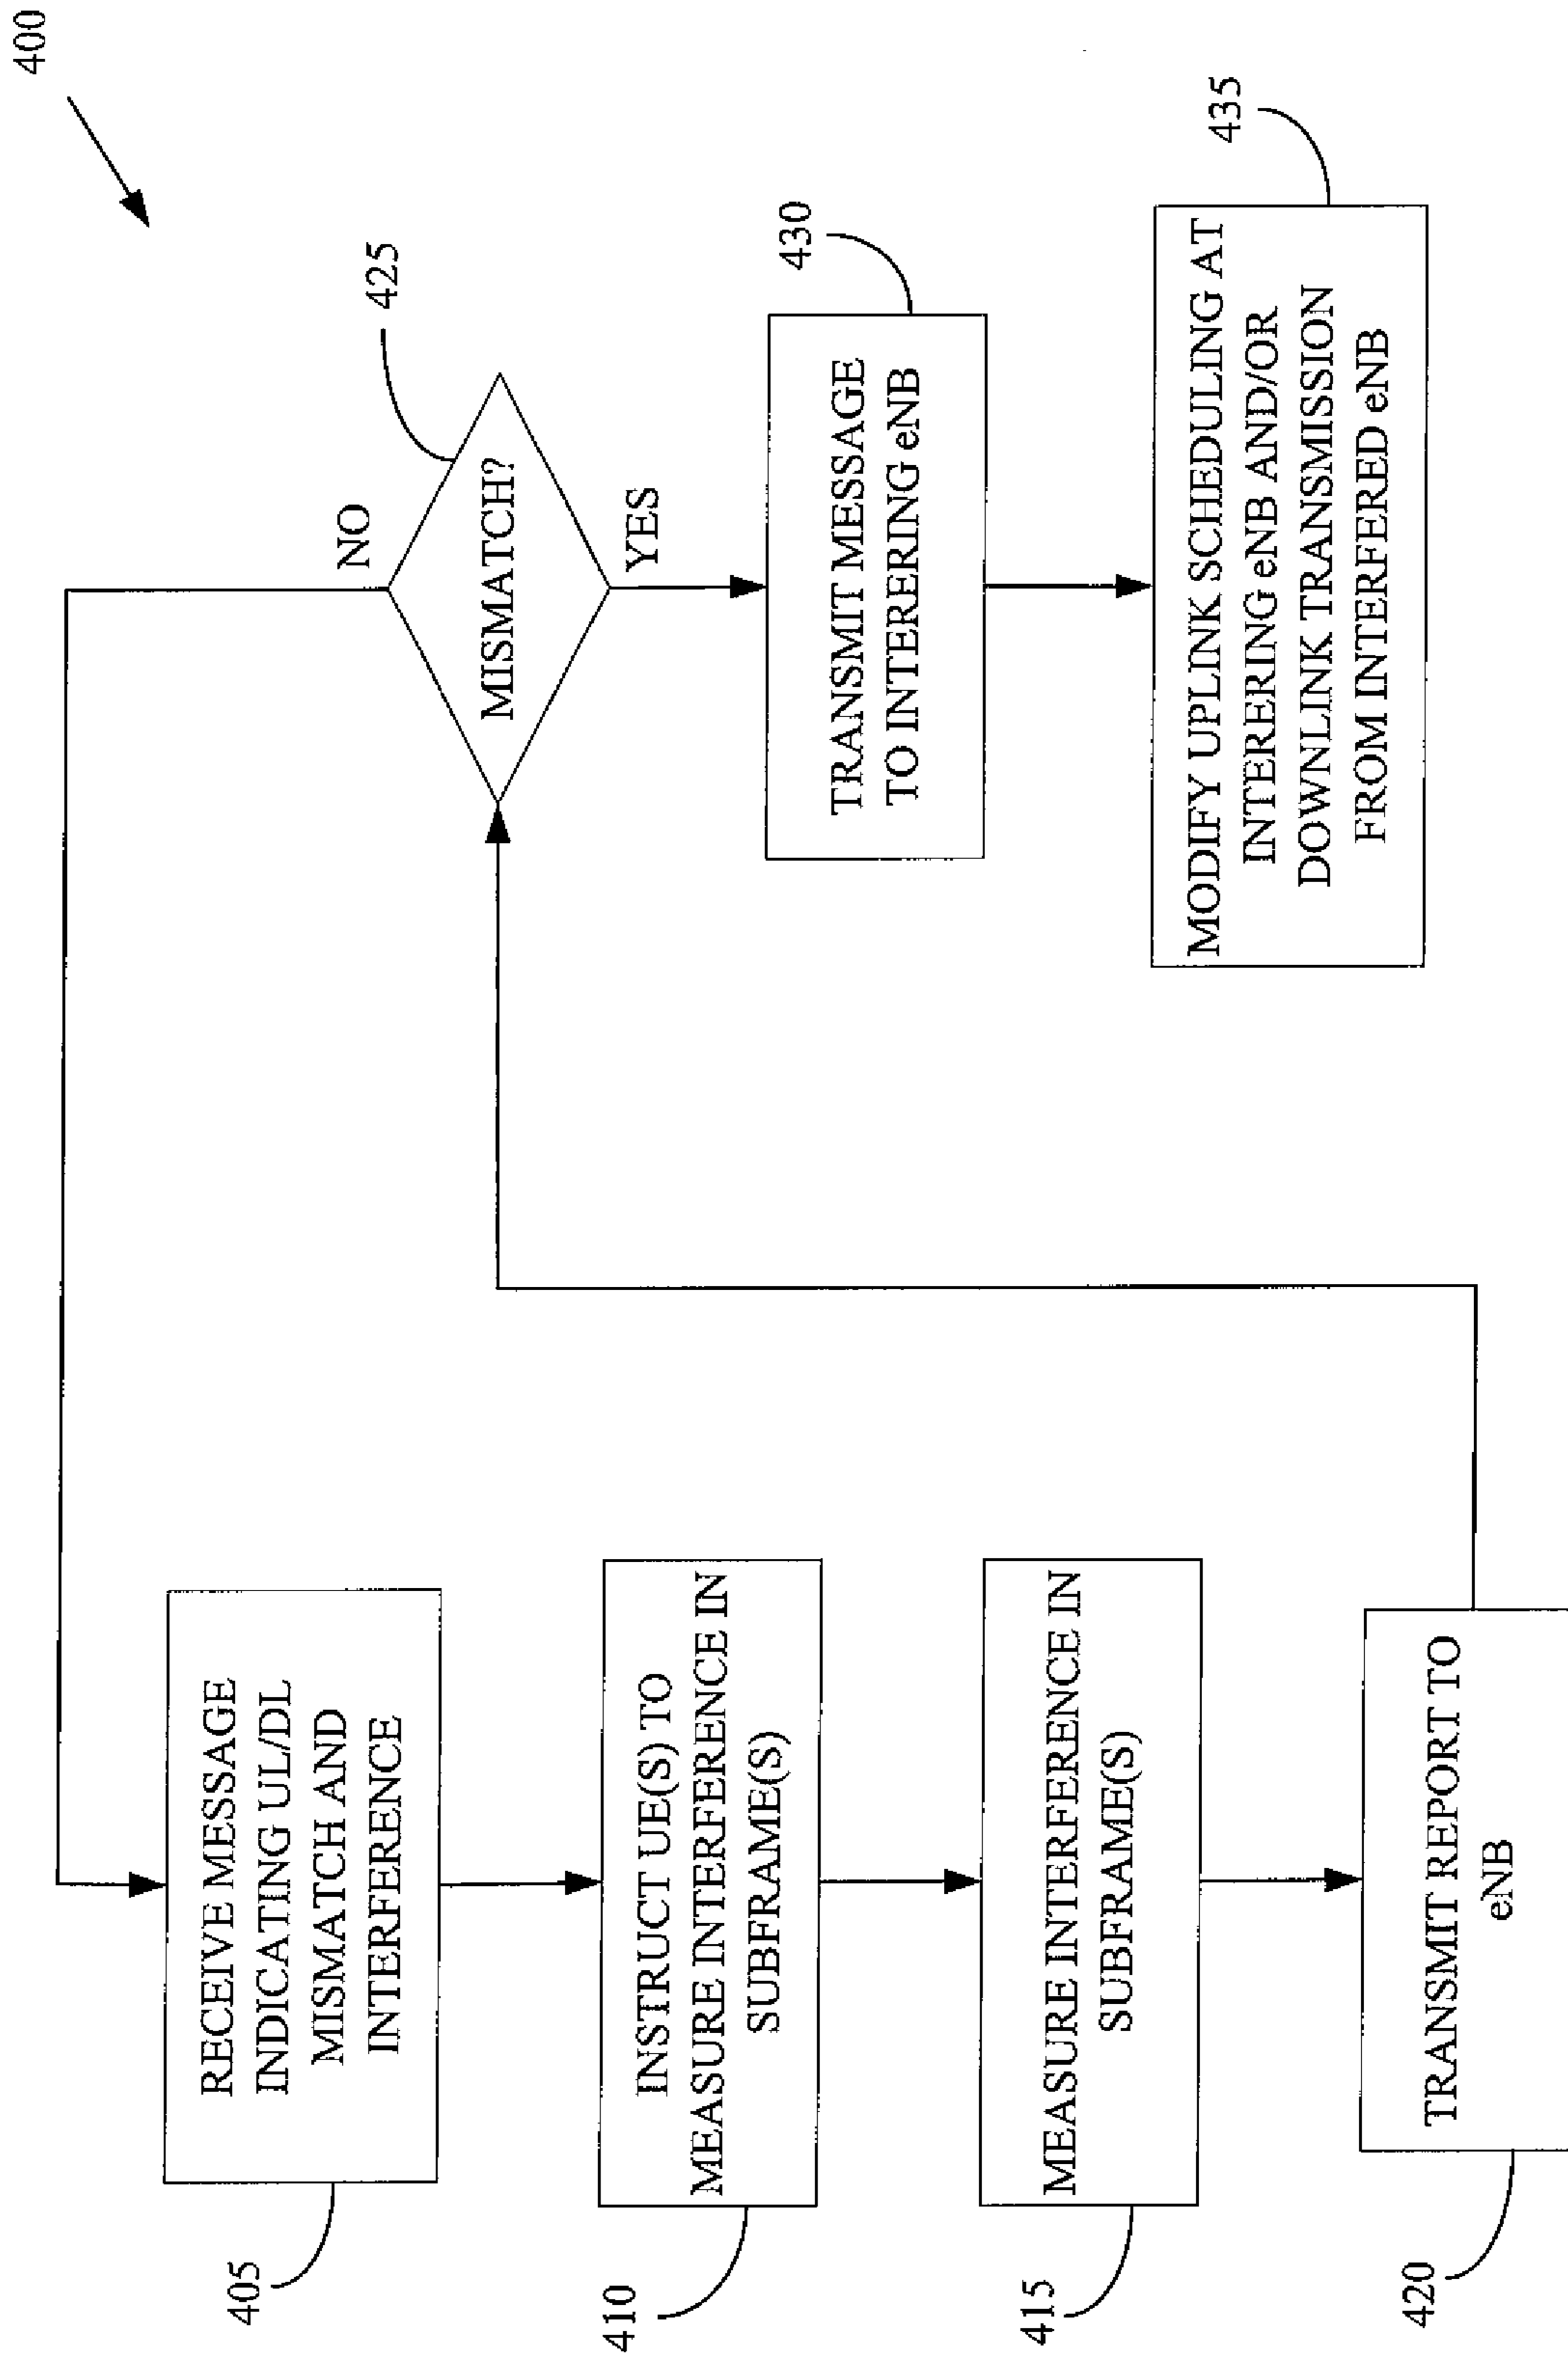 400
405
RECEIVE MESSAGE
INDICATING UL/DL
MISMATCH AND
INTERFERENCE
410
INSTRUCT UE(S) TO
MEASURE INTERFERENCE IN
SUBFRAME(S)
415
MEASURE INTERFERENCE IN
SUBFRAME(S)
420
TRANSMIT REPORT TO
eNB
425
MISMATCH?
NO
YES
430
TRANSMIT MESSAGE
TO INTERERING eNB
435
MODIFY UPLINK SCHEDULING AT
INTERERING eNB AND/OR
DOWNLINK TRANSMISSION
FROM INTERFERED eNB